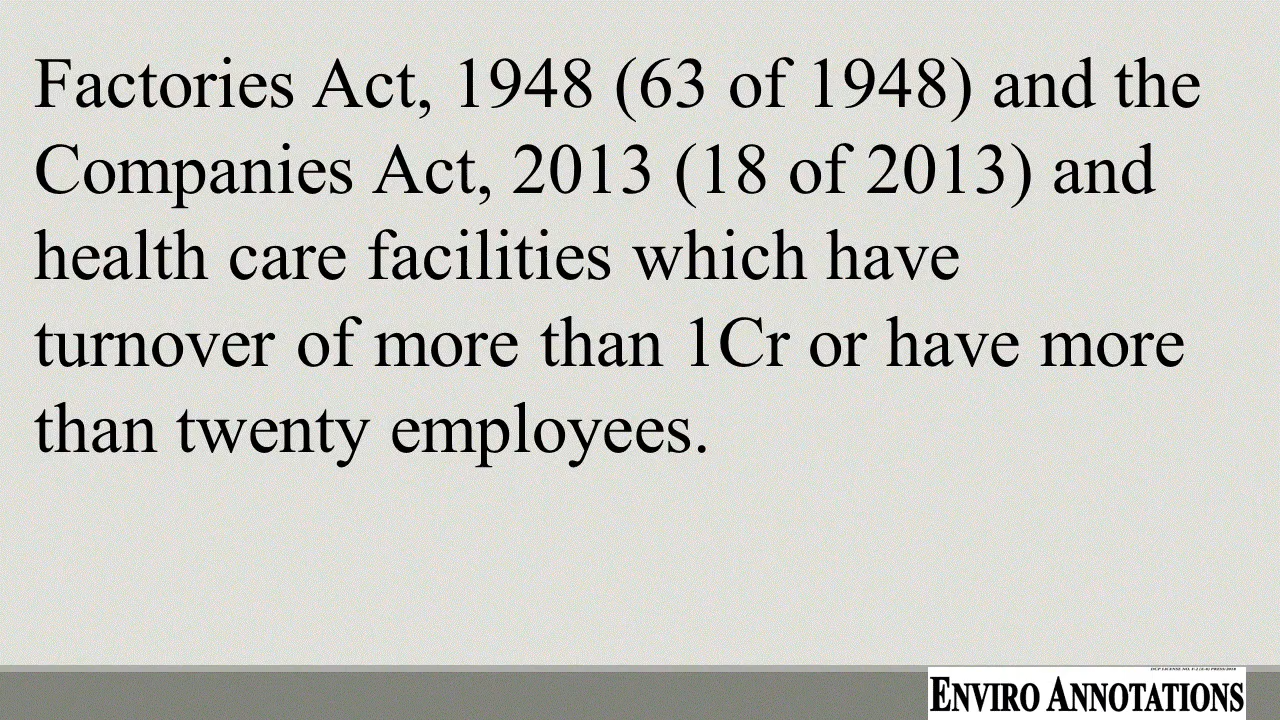 Factories Act, 1948 (63 of 1948) and the
Companies Act, 2013 (18 of 2013) and
health care facilities which have
turnover of more than 1Cr or have more
than twenty employees.
ENVIRO ANNOTATIONS